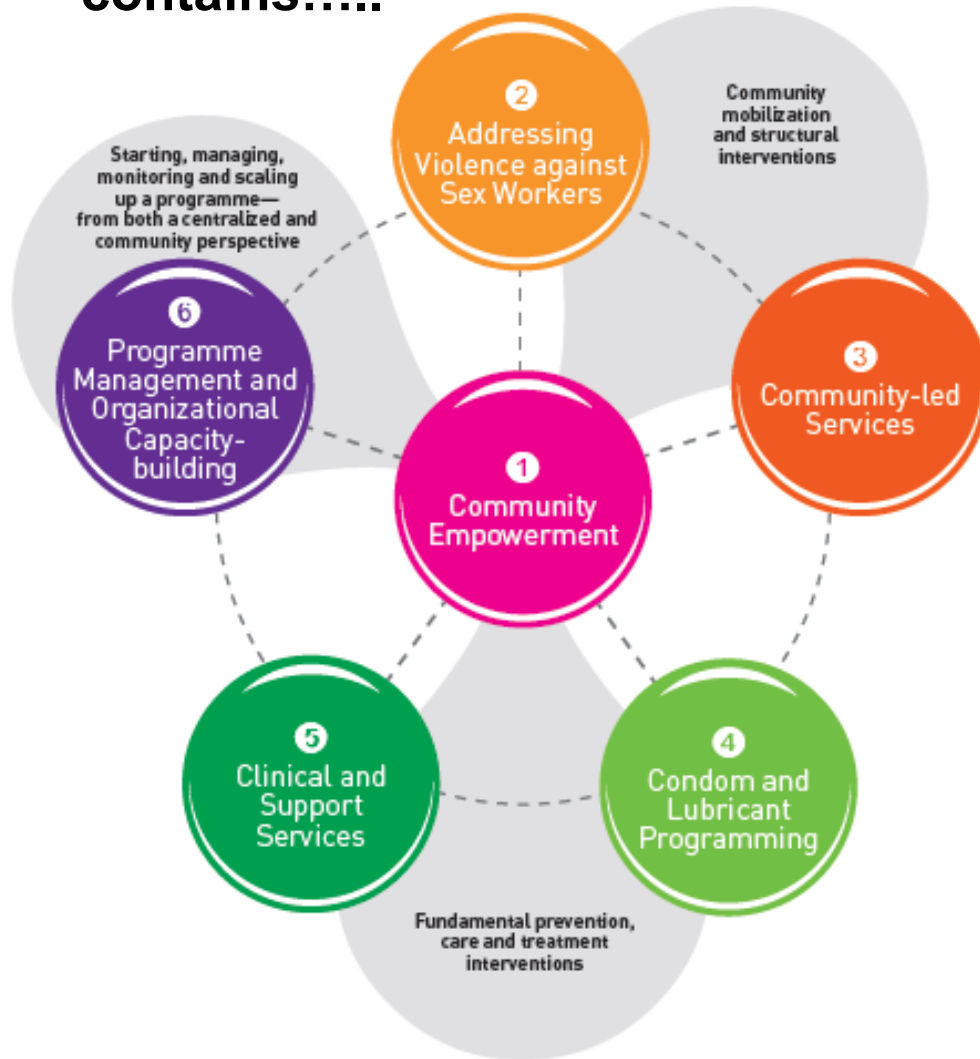 contains…..
2
Addressing
Violence against
Sex Workers
Community
mobilization
and structural
interventions
Starting, managing,
monitoring and scaling
up a programme—
from both a centralized and
community perspective
6
Programme
Management and
Organizational
Capacity-
building
3
Community-led
Services
1
Community
Empowerment
5
Clinical and
Support
Services
4
Condom and
Lubricant
Programming
Fundamental prevention,
care and treatment
interventions